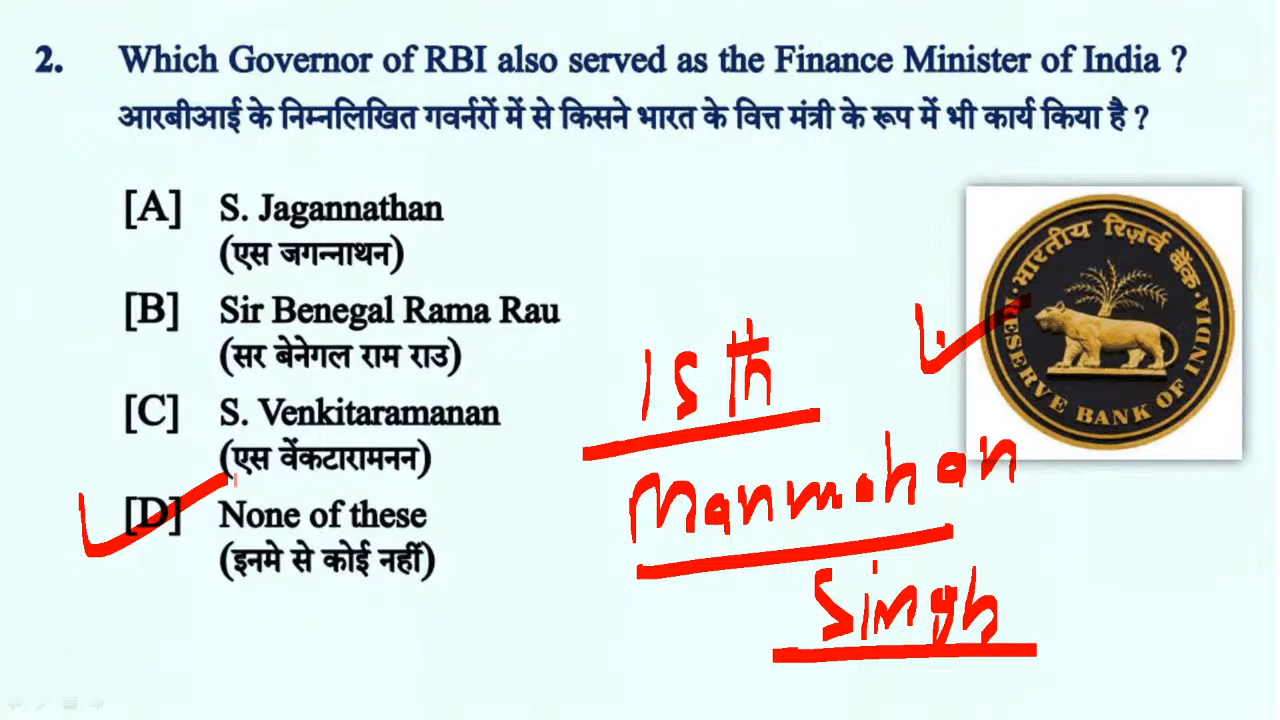 2. Which Governor of RBI also served as the Finance Minister of India ?
आरबीआई के निम्नलिखित गवर्नरों में से किसने भारत के वित्त मंत्री के रूप में भी कार्य किया है ?
[A] S. Jagannathan
(एस जगन्नाथन)
[B] Sir Benegal Rama Rau
(सर बेनेगल राम राउ)
[C] S. Venkitaramanan
(एस वेंकटारामनन)
[D] None of these
(इनमे से कोई नहीं)
भारतीय रिज़र्व बैंक
RESERVE BANK OF INDIA
15th
Manmohan
Singh